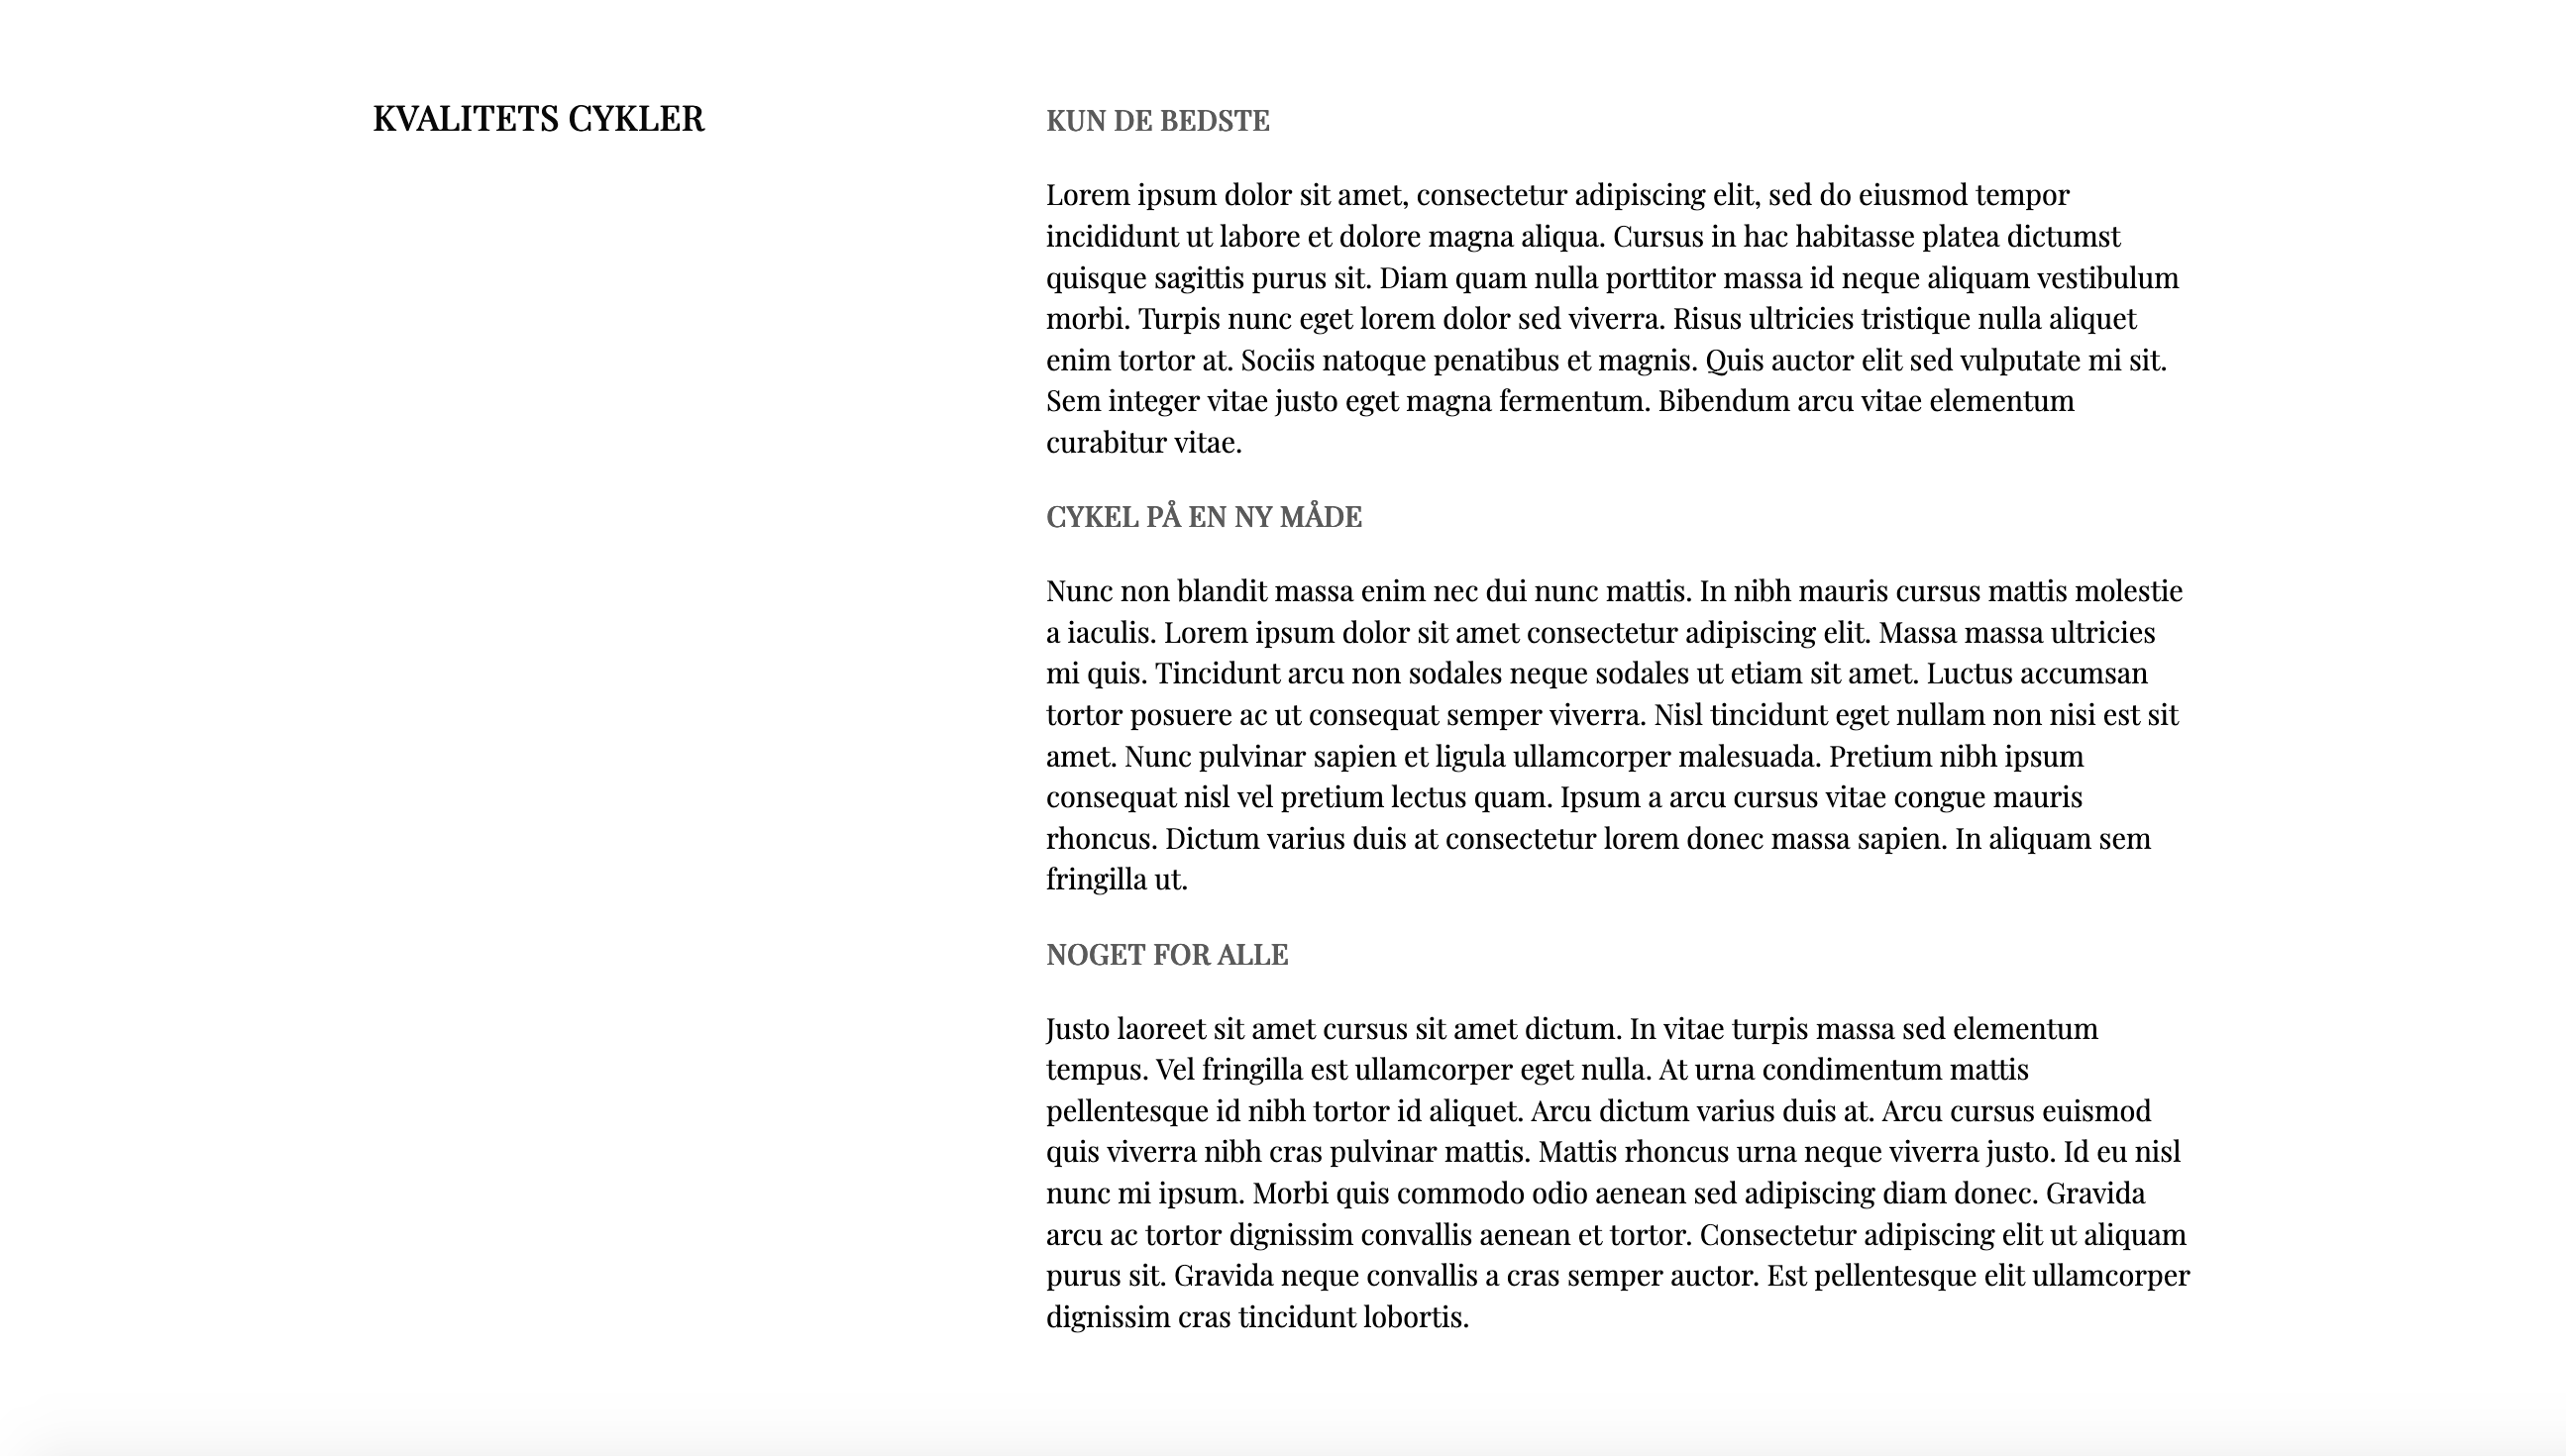 KVALITETS CYKLER
KUN DE BEDSTE
Lorem ipsum dolor sit amet, consectetur adipiscing elit, sed do eiusmod tempor
incididunt ut labore et dolore magna aliqua. Cursus in hac habitasse platea dictumst
quisque sagittis purus sit. Diam quam nulla porttitor massa id neque aliquam vestibulum
morbi. Turpis nunc eget lorem dolor sed viverra. Risus ultricies tristique nulla aliquet
enim tortor at. Sociis natoque penatibus et magnis. Quis auctor elit sed vulputate mi sit.
Sem integer vitae justo eget magna fermentum. Bibendum arcu vitae elementum
curabitur vitae.
CYKEL PÅ EN NY MÅDE
Nunc non blandit massa enim nec dui nunc mattis. In nibh mauris cursus mattis molestie
a iaculis. Lorem ipsum dolor sit amet consectetur adipiscing elit. Massa massa ultricies
mi quis. Tincidunt arcu non sodales neque sodales ut etiam sit amet. Luctus accumsan
tortor posuere ac ut consequat semper viverra. Nisl tincidunt eget nullam non nisi est sit
amet. Nunc pulvinar sapien et ligula ullamcorper malesuada. Pretium nibh ipsum
consequat nisl vel pretium lectus quam. Ipsum a arcu cursus vitae congue mauris
rhoncus. Dictum varius duis at consectetur lorem donec massa sapien. In aliquam sem
fringilla ut.
NOGET FOR ALLE
Justo laoreet sit amet cursus sit amet dictum. In vitae turpis massa sed elementum
tempus. Vel fringilla est ullamcorper eget nulla. At urna condimentum mattis
pellentesque id nibh tortor id aliquet. Arcu dictum varius duis at. Arcu cursus euismod
quis viverra nibh cras pulvinar mattis. Mattis rhoncus urna neque viverra justo. Id eu nisl
nunc mi ipsum. Morbi quis commodo odio aenean sed adipiscing diam donec. Gravida
arcu ac tortor dignissim convallis aenean et tortor. Consectetur adipiscing elit ut aliquam
purus sit. Gravida neque convallis a cras semper auctor. Est pellentesque elit ullamcorper
dignissim cras tincidunt lobortis.